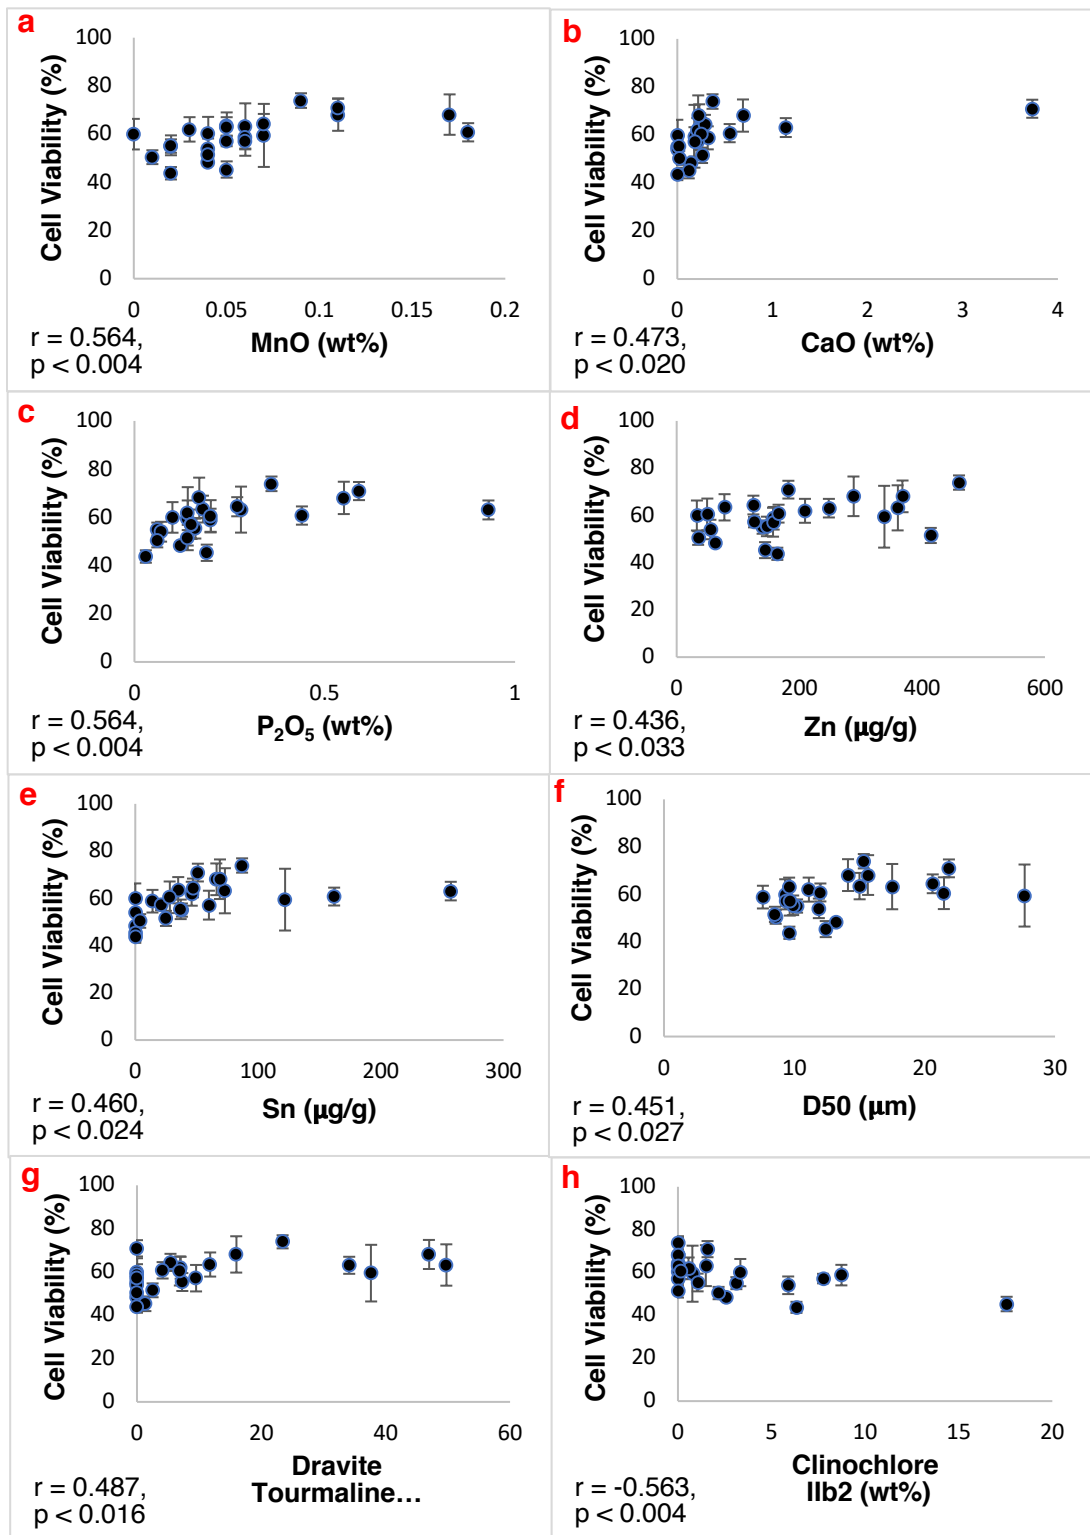 a
100
80
60
40
20
0
Cell Viability (%)
0 0.05 0.1 0.15 0.2
MnO (wt%)
r = 0.564,
p < 0.004
b
100
80
60
40
20
0
Cell Viability (%)
0 1 2 3 4
CaO (wt%)
r = 0.473,
p < 0.020
c
100
80
60
40
20
0
Cell Viability (%)
0 0.5 1
P₂O₅ (wt%)
r = 0.564,
p < 0.004
d
100
80
60
40
20
0
Cell Viability (%)
0 200 400 600
Zn (µg/g)
r = 0.436,
p < 0.033
e
100
80
60
40
20
0
Cell Viability (%)
0 100 200 300
Sn (µg/g)
r = 0.460,
p < 0.024
f
100
80
60
40
20
0
Cell Viability (%)
0 10 20 30
D50 (µm)
r = 0.451,
p < 0.027
g
100
80
60
40
20
0
Cell Viability (%)
0 20 40 60
Dravite
Tourmaline…
r = 0.487,
p < 0.016
h
100
80
60
40
20
0
Cell Viability (%)
0 5 10 15 20
Clinochlore
IIb2 (wt%)
r = -0.563,
p < 0.004